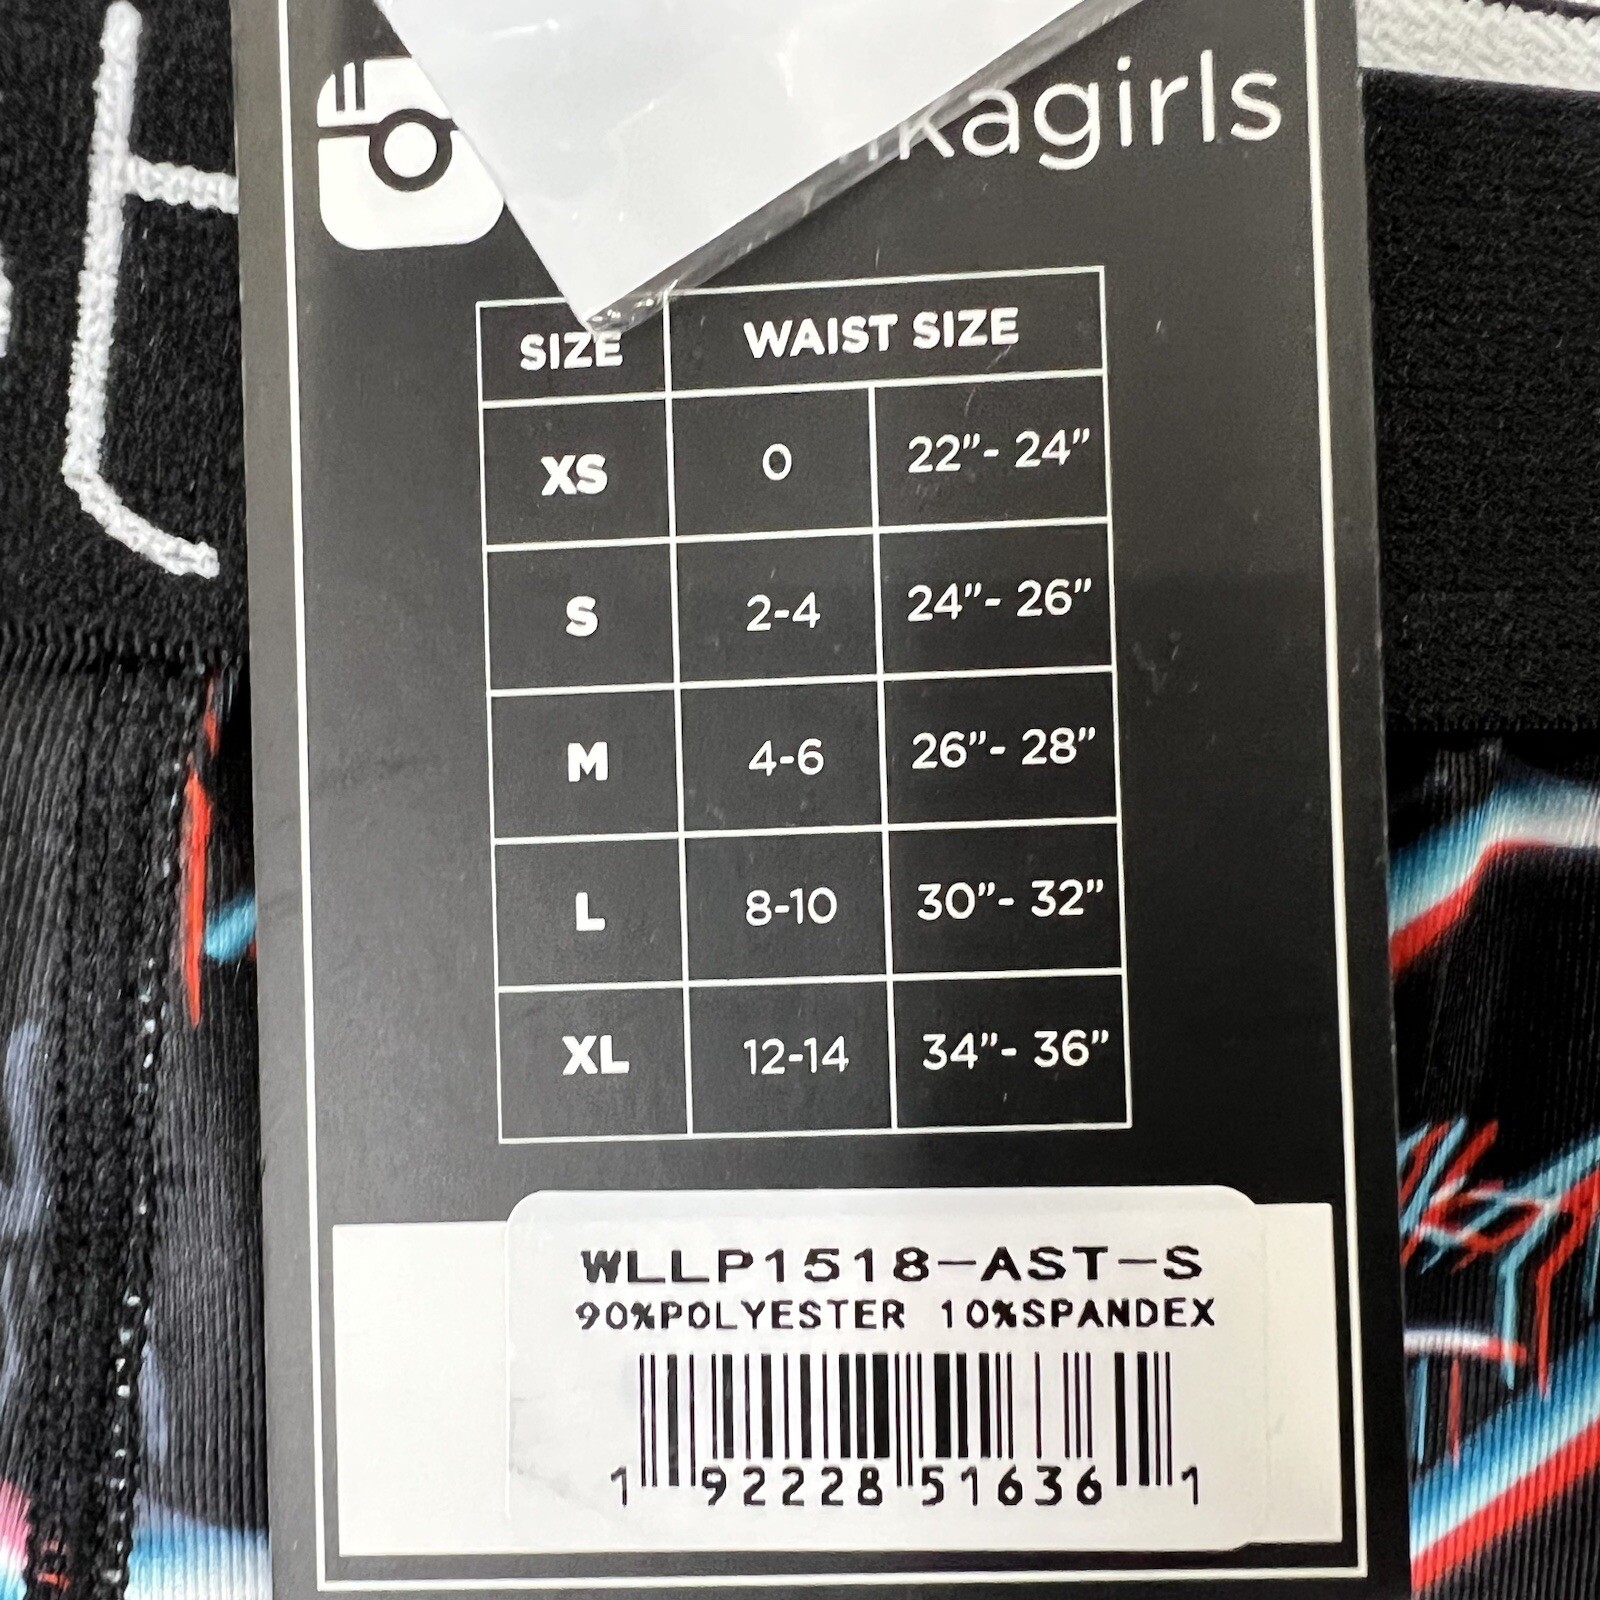 kagirls
SIZE WAIST SIZE
XS 0 22”- 24”
S 2-4 24”- 26”
M 4-6 26”- 28”
L 8-10 30”- 32”
XL 12-14 34”- 36”
WLLP1518-AST-S
90%POLYESTER 10%SPANDEX
1 92228 51636 1